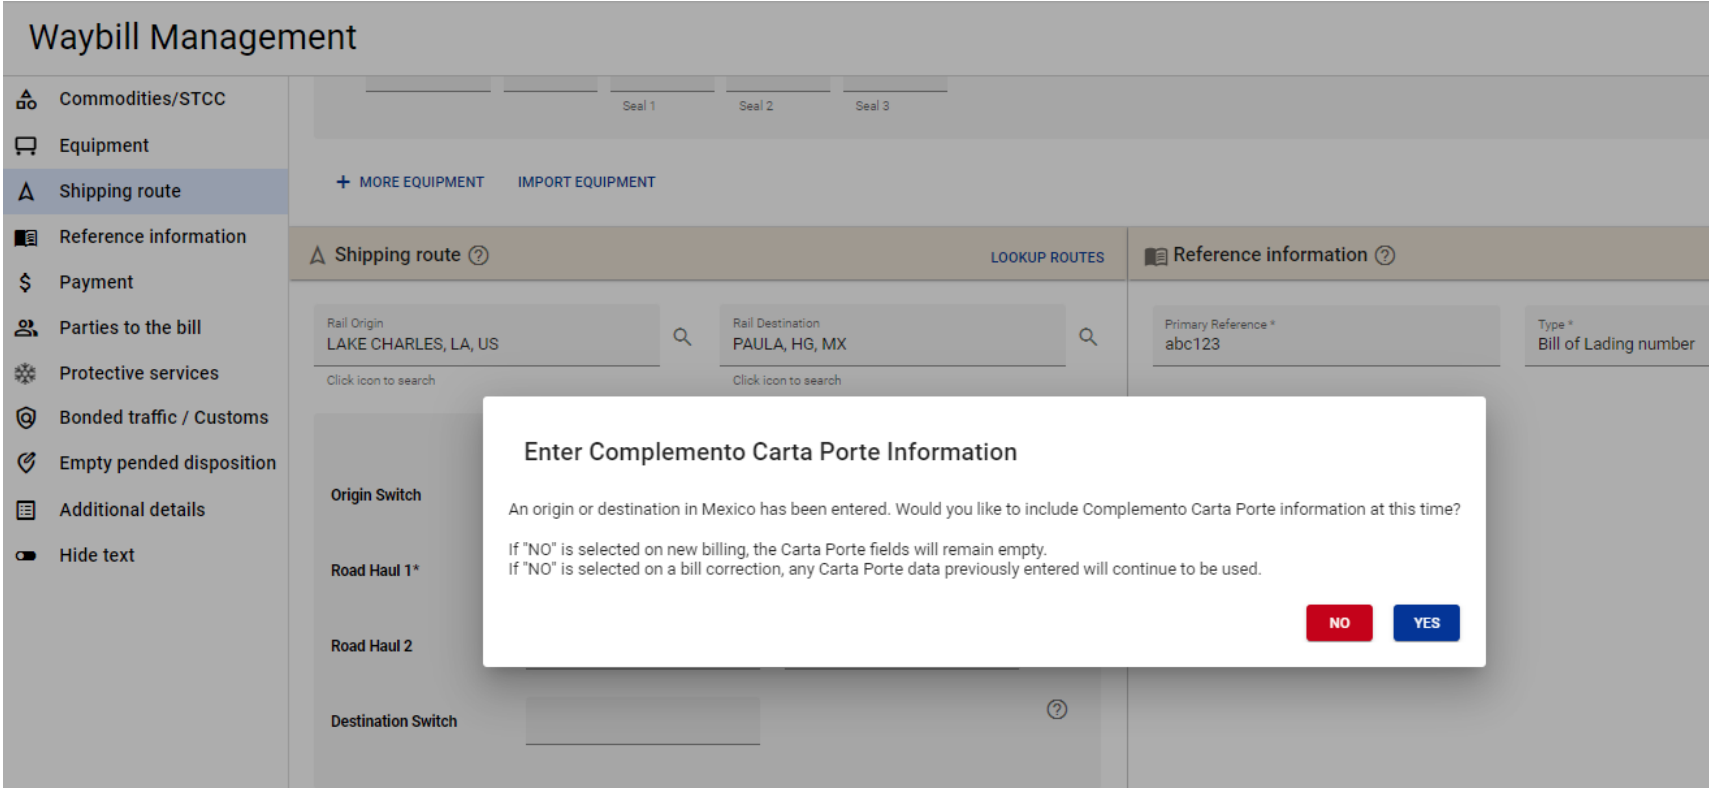 Waybill Management
Commodities/STCC
Equipment
Shipping route
Reference information
Payment
Parties to the bill
Protective services
Bonded traffic / Customs
Empty pended disposition
Additional details
Hide text
Seal 1
Seal 2
Seal 3
+ MORE EQUIPMENT
IMPORT EQUIPMENT
Shipping route ?
LOOKUP ROUTES
Rail Origin
LAKE CHARLES, LA, US
Click icon to search
Rail Destination
PAULA, HG, MX
Click icon to search
Origin Switch
Road Haul 1*
Road Haul 2
Destination Switch
?
Reference information ?
Primary Reference *
abc123
Type *
Bill of Lading number
Enter Complemento Carta Porte Information
An origin or destination in Mexico has been entered. Would you like to include Complemento Carta Porte information at this time?
If "NO" is selected on new billing, the Carta Porte fields will remain empty.
If "NO" is selected on a bill correction, any Carta Porte data previously entered will continue to be used.
NO
YES